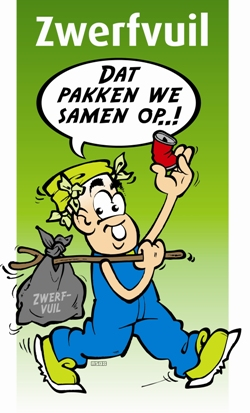 Zwerfvuil
DAT
PAKKEN WE
SAMEN OP..!
ZWERF-
VUIL